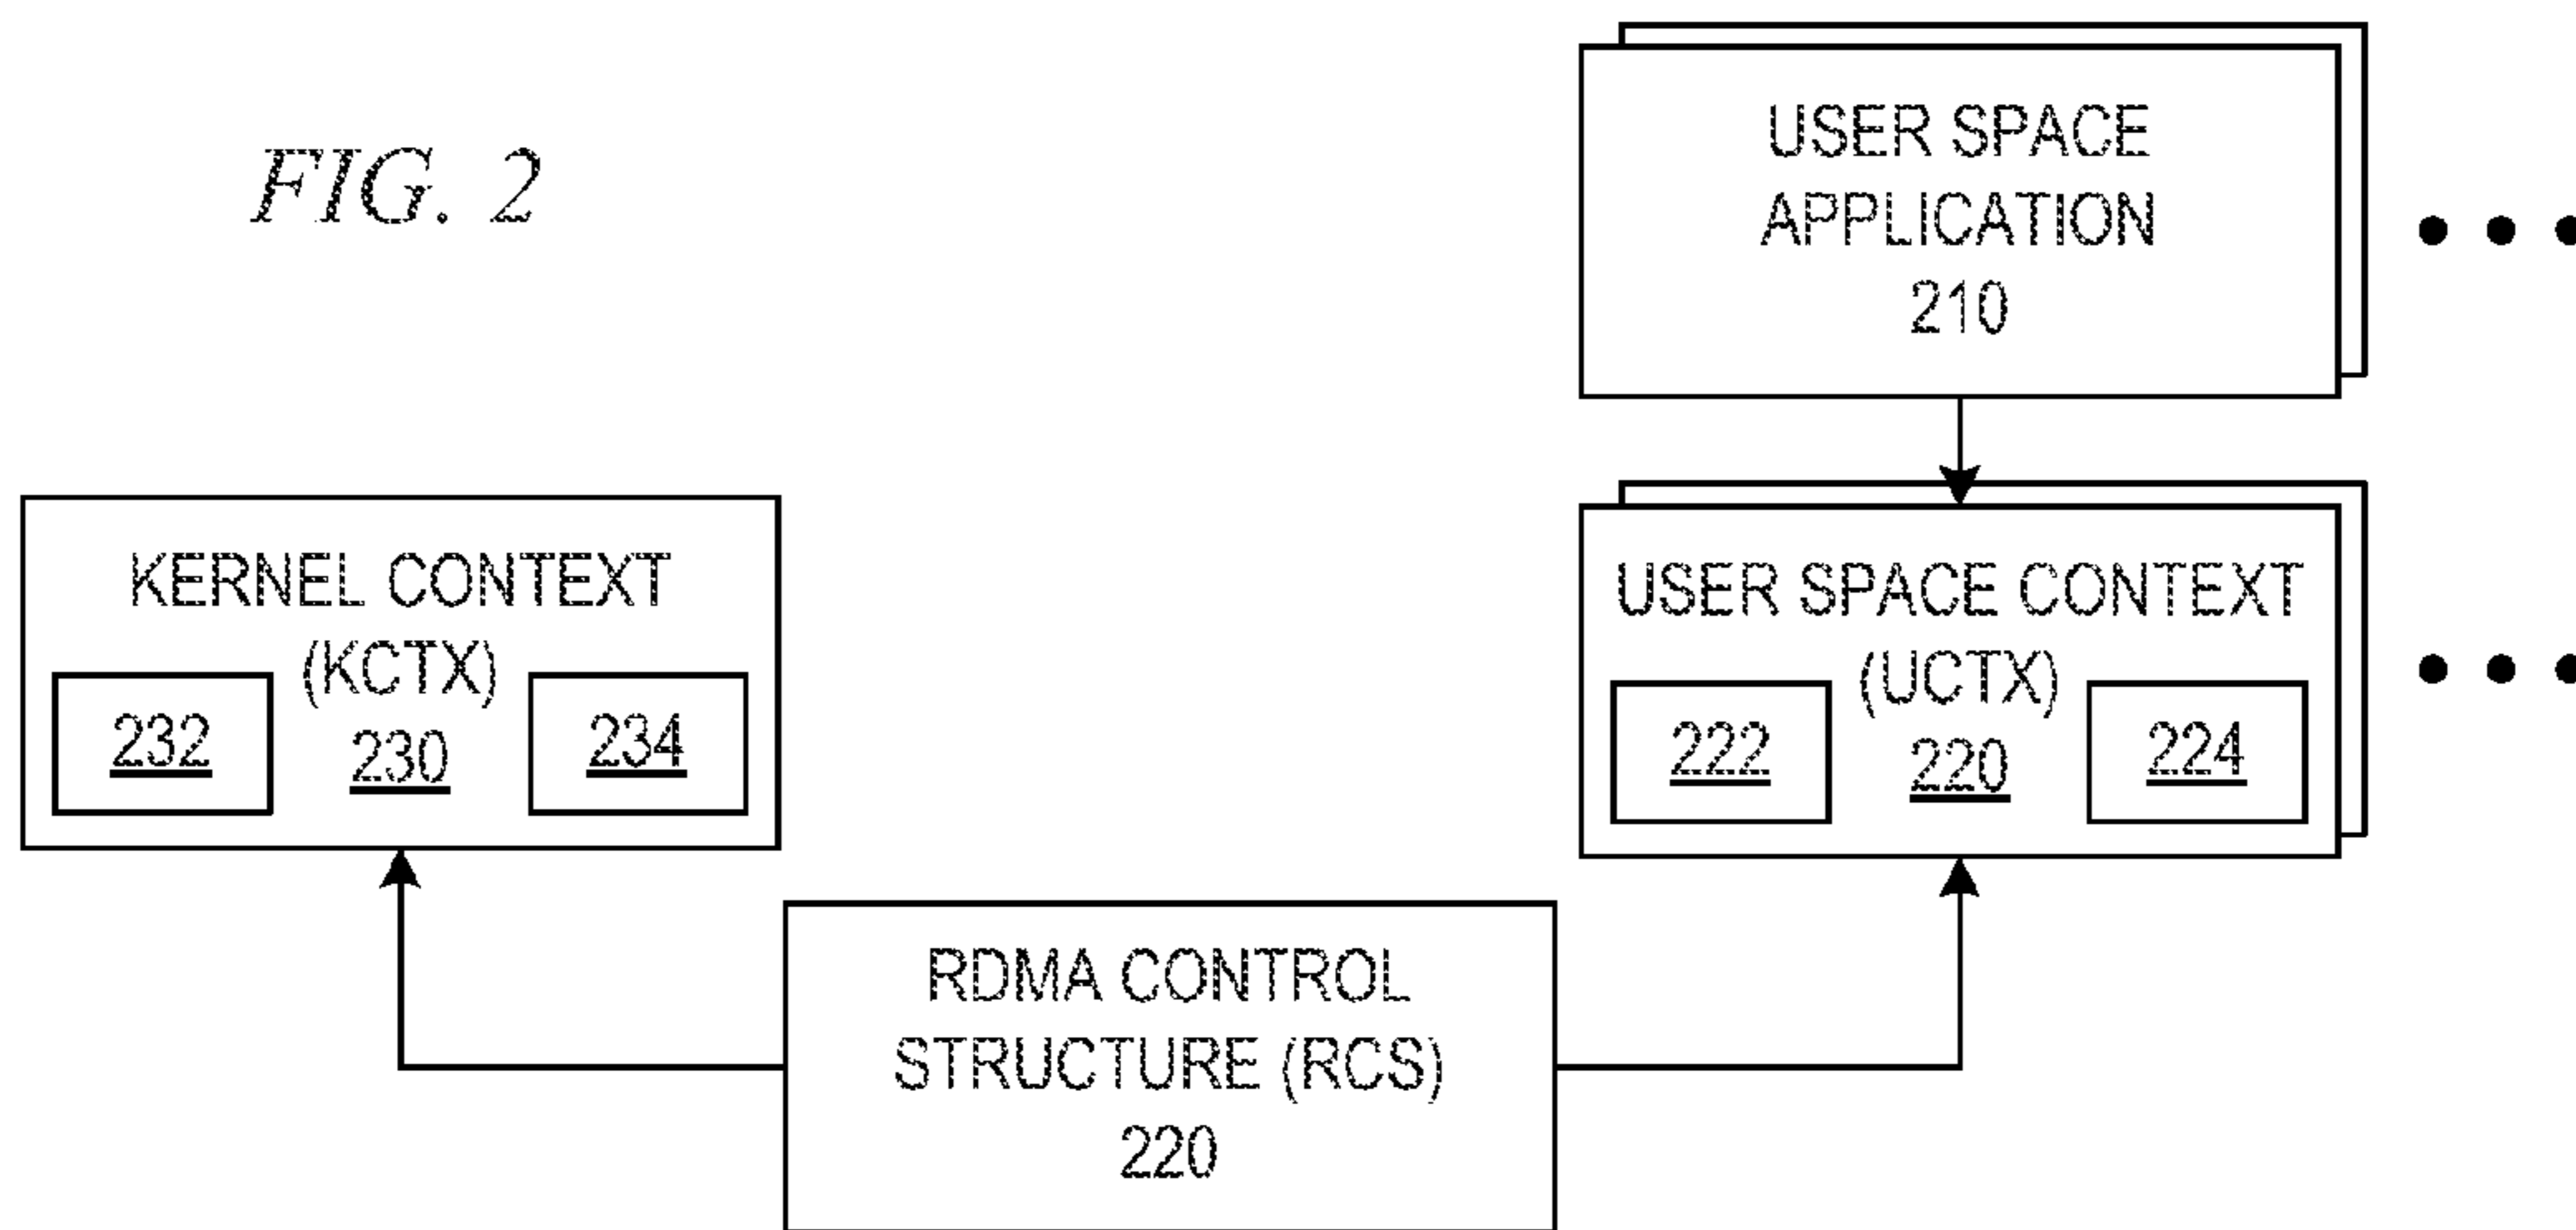 FIG. 2
USER SPACE
APPLICATION
210
KERNEL CONTEXT
(KCTX)
232
230
234
USER SPACE CONTEXT
(UCTX)
222
220
224
RDMA CONTROL
STRUCTURE (RCS)
220